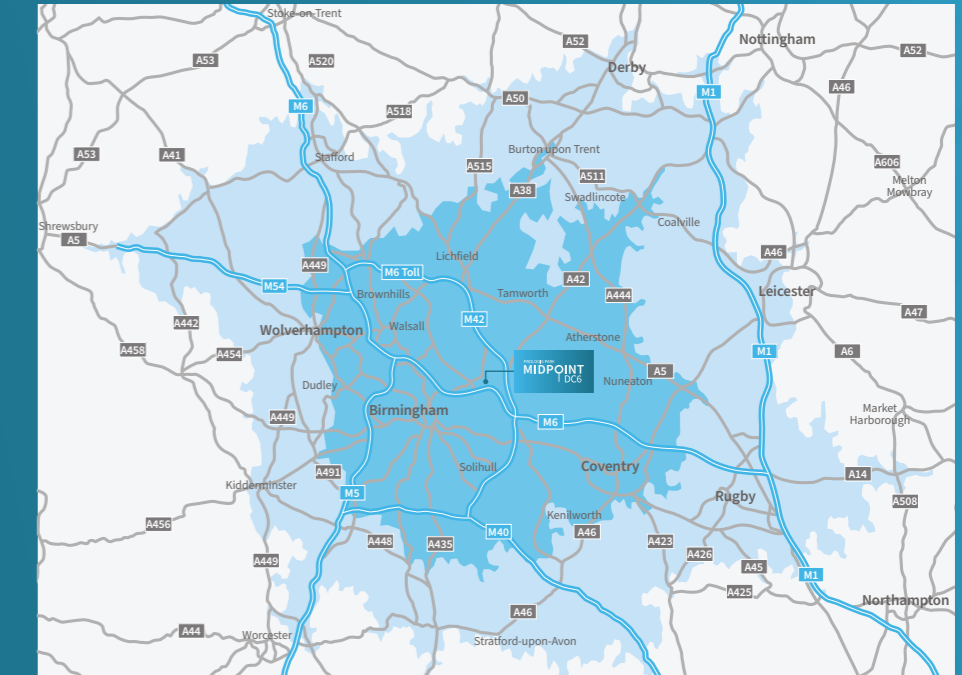 Stoke-on-Trent
A52
Nottingham
A52
A53
A520
Derby
M6
A50
M1
A46
A518
A53
A41
Stafford
Burton upon Trent
A515
A511
A606
Melton
Mowbray
A38
Swadlincote
Shrewsbury
A5
Coalville
Lichfield
A46
A449
M6 Toll
A42
M54
Brownhills
Tamworth
A444
Leicester
A442
M42
A47
Wolverhampton
Walsall
Atherstone
A458
A454
M1
A6
PROLOGIS PARK
MIDPOINT
DC6
A5
Dudley
Nuneaton
Birmingham
Market
Harborough
A449
M6
A491
Solihull
Coventry
A14
Kidderminster
M5
Rugby
A508
Kenilworth
A456
M40
A46
A448
A435
A423
A426
A449
A45
M1
A425
Northampton
A46
A44
Worcester
Stratford-upon-Avon